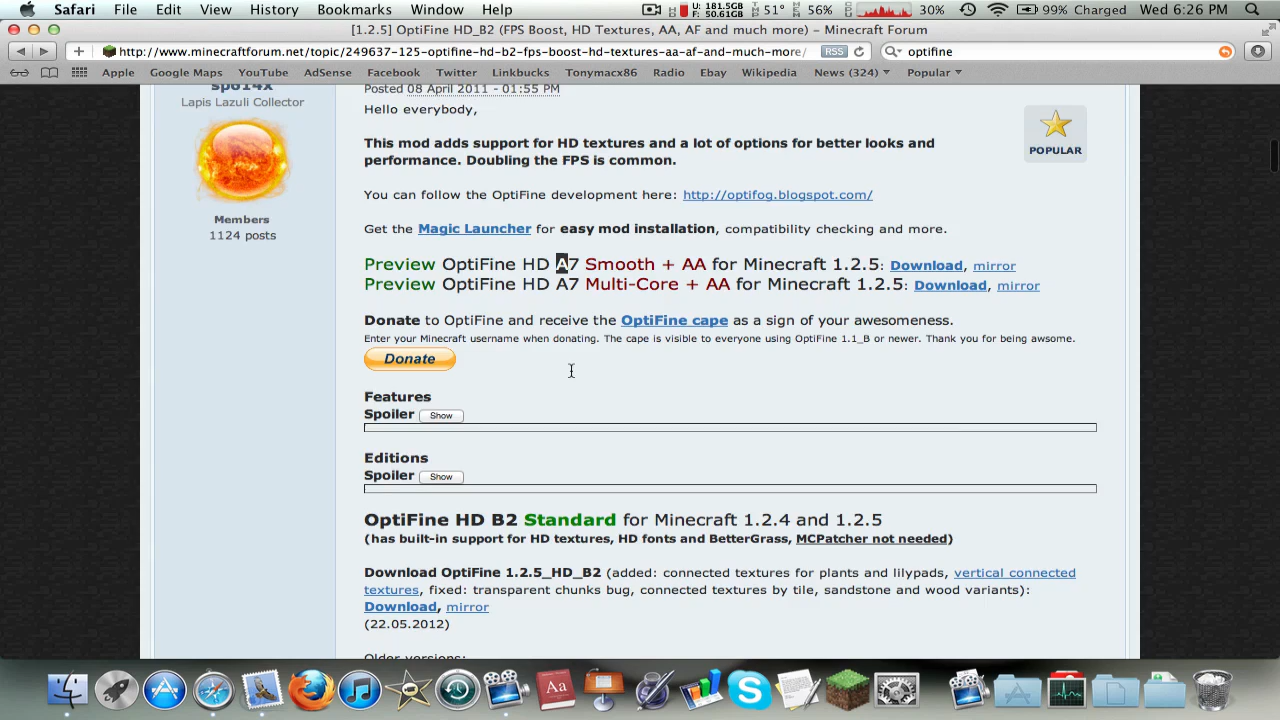 Safari File Edit View History Bookmarks Window Help U: 181.5GB F: 50.61GB 51° 56% 30% 99% Charged Wed 6:26 PM
[1.2.5] OptiFine HD_B2 (FPS Boost, HD Textures, AA, AF and much more) – Minecraft Forum
http://www.minecraftforum.net/topic/249637-125-optifine-hd-b2-fps-boost-hd-textures-aa-af-and-much-more/ RSS optifine
Apple Google Maps YouTube AdSense Facebook Twitter Linkbucks Tonymacx86 Radio Ebay Wikipedia News (324) Popular
sp614x
Lapis Lazuli Collector
Members
1124 posts
Posted 08 April 2011 - 01:55 PM
Hello everybody,
POPULAR
This mod adds support for HD textures and a lot of options for better looks and
performance. Doubling the FPS is common.
You can follow the OptiFine development here: http://optifog.blogspot.com/
Get the Magic Launcher for easy mod installation, compatibility checking and more.
Preview OptiFine HD A7 Smooth + AA for Minecraft 1.2.5: Download, mirror
Preview OptiFine HD A7 Multi-Core + AA for Minecraft 1.2.5: Download, mirror
Donate to OptiFine and receive the OptiFine cape as a sign of your awesomeness.
Enter your Minecraft username when donating. The cape is visible to everyone using OptiFine 1.1_B or newer. Thank you for being awsome.
Donate
Features
Spoiler Show
Editions
Spoiler Show
OptiFine HD B2 Standard for Minecraft 1.2.4 and 1.2.5
(has built-in support for HD textures, HD fonts and BetterGrass, MCPatcher not needed)
Download OptiFine 1.2.5_HD_B2 (added: connected textures for plants and lilypads, vertical connected
textures, fixed: transparent chunks bug, connected textures by tile, sandstone and wood variants):
Download, mirror
(22.05.2012)
Older versions:
Aa